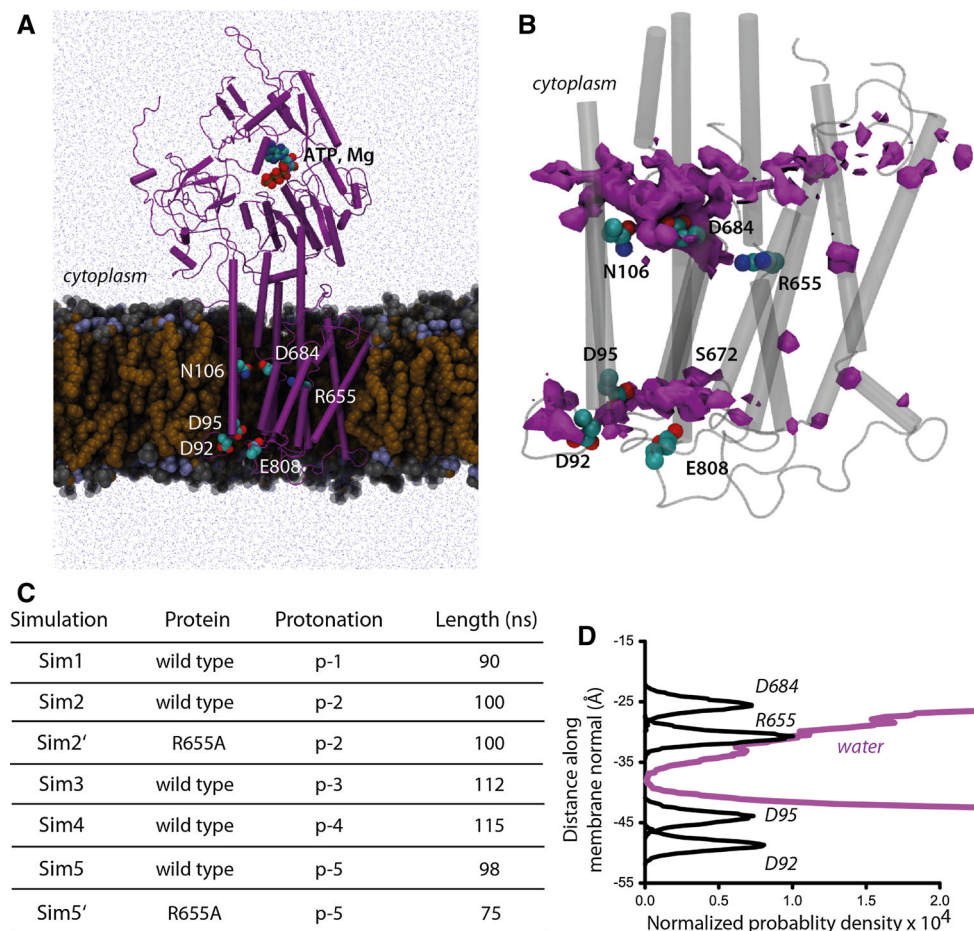 A
cytoplasm
ATP, Mg
N106
D684
R655
D95
D92
E808
B
cytoplasm
D684
N106
R655
D95
S672
D92
E808
C
Simulation Protein Protonation Length (ns)
Sim1 wild type p-1 90
Sim2 wild type p-2 100
Sim2‘ R655A p-2 100
Sim3 wild type p-3 112
Sim4 wild type p-4 115
Sim5 wild type p-5 98
Sim5‘ R655A p-5 75
D
Distance along
membrane normal (Å)
-15
-25
-35
-45
-55
D684
R655
water
D95
D92
0.0 0.5 1.0 1.5 2.0
Normalized probablity density x 10⁴